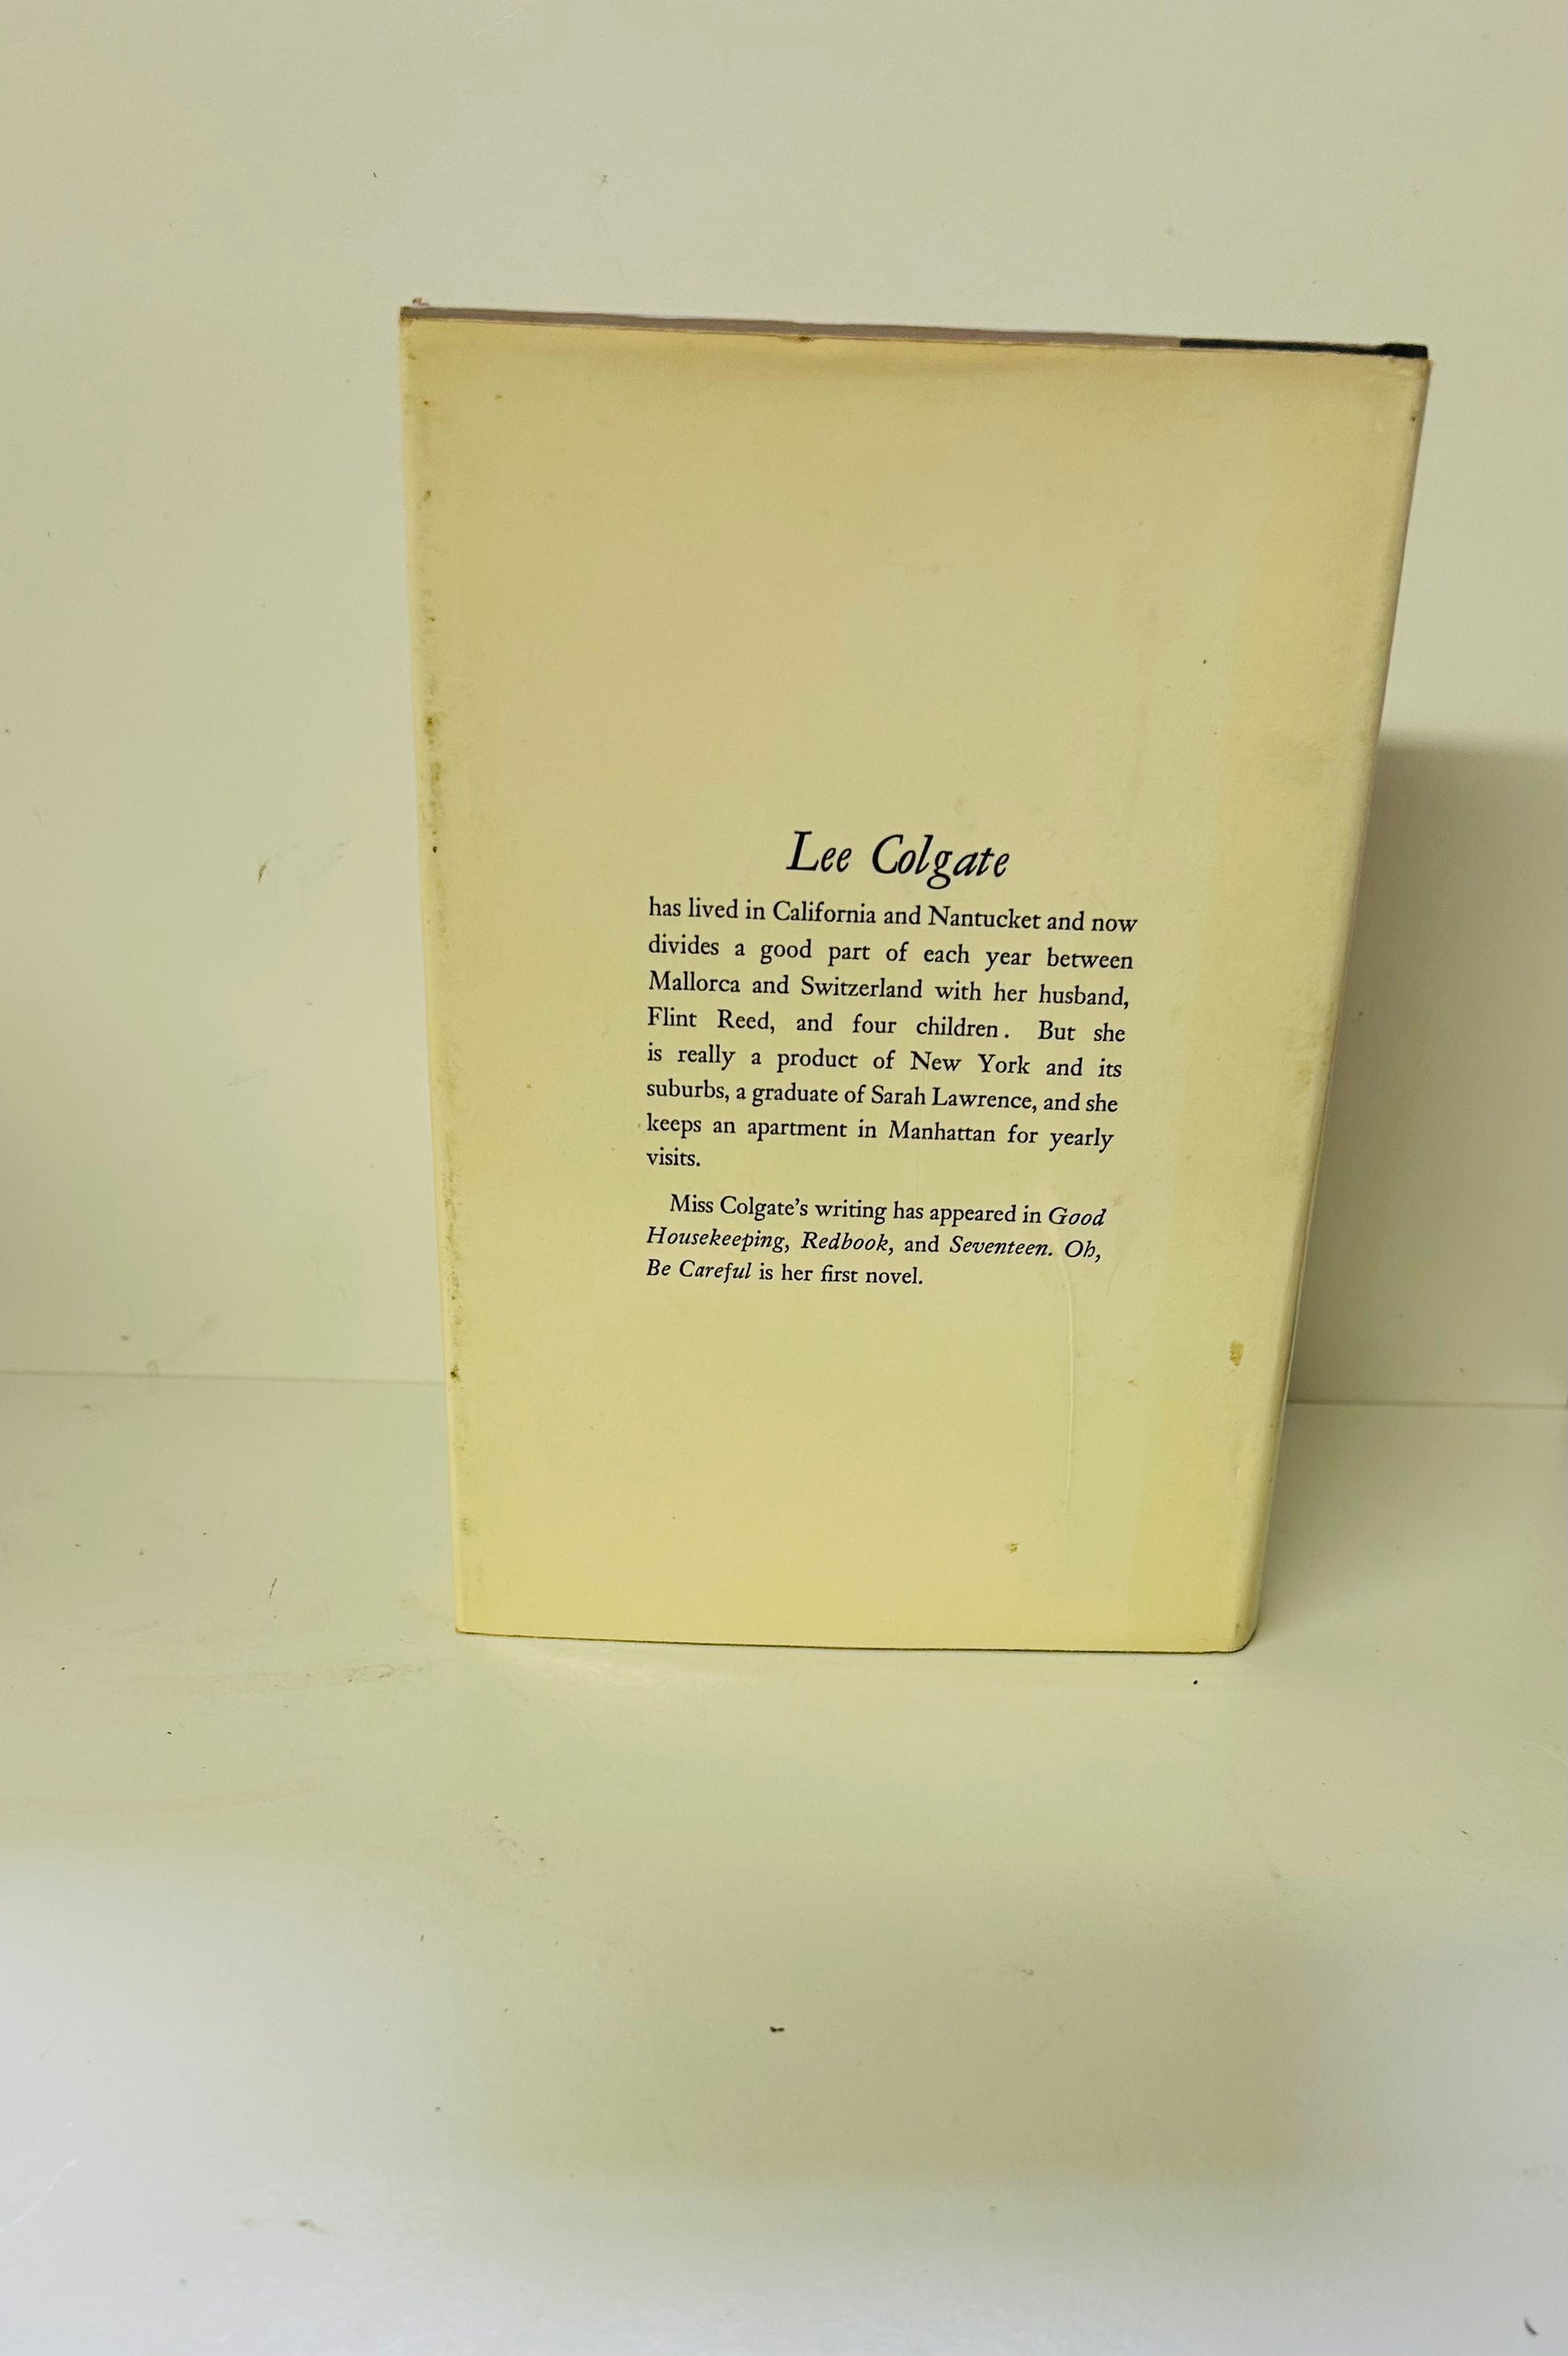 Lee Colgate
has lived in California and Nantucket and now
divides a good part of each year between
Mallorca and Switzerland with her husband,
Flint Reed, and four children. But she
is really a product of New York and its
suburbs, a graduate of Sarah Lawrence, and she
keeps an apartment in Manhattan for yearly
visits.
Miss Colgate's writing has appeared in Good
Housekeeping, Redbook, and Seventeen. Oh,
Be Careful is her first novel.